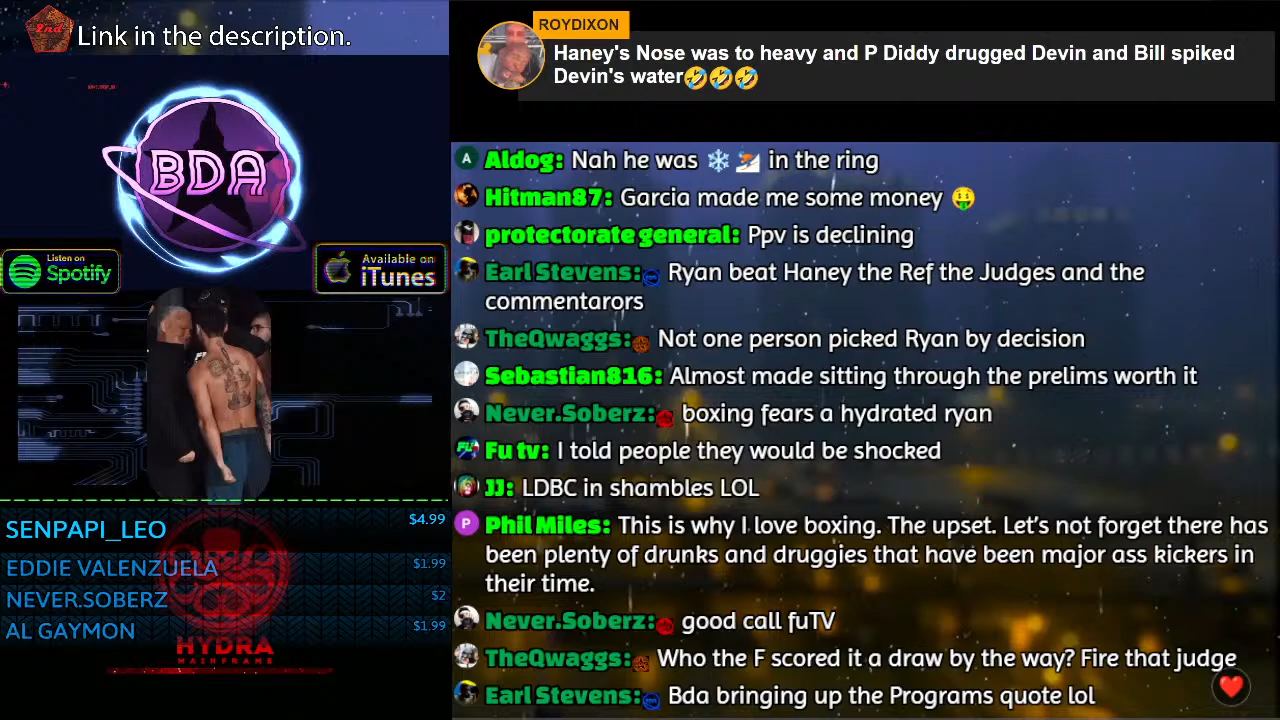 2nd
Link in the description.
ROYDIXON
Haney's Nose was to heavy and P Diddy drugged Devin and Bill spiked
Devin's water🤣🤣🤣
BDA
Listen on
Spotify
Available on
iTunes
A
Aldog: Nah he was ❄️ ⛷️ in the ring
Hitman87: Garcia made me some money 🤑
protectorate general: Ppv is declining
Earl Stevens: Ryan beat Haney the Ref the Judges and the
commentarors
TheQwaggs: Not one person picked Ryan by decision
Sebastian816: Almost made sitting through the prelims worth it
Never.Soberz: boxing fears a hydrated ryan
Fu tv: I told people they would be shocked
JJ: LDBC in shambles LOL
P
Phil Miles: This is why I love boxing. The upset. Let's not forget there has
been plenty of drunks and druggies that have been major ass kickers in
their time.
Never.Soberz: good call fuTV
TheQwaggs: Who the F scored it a draw by the way? Fire that judge
Earl Stevens: Bda bringing up the Programs quote lol
SENPAPI_LEO $4.99
EDDIE VALENZUELA $1.99
NEVER.SOBERZ $2
AL GAYMON $1.99
HYDRA
MAINFRAME